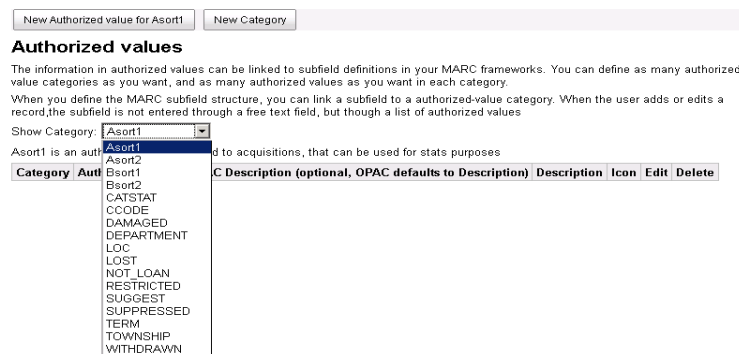 New Authorized value for Asort1 New Category
Authorized values
The information in authorized values can be linked to subfield definitions in your MARC frameworks. You can define as many authorized
value categories as you want, and as many authorized values as you want in each category.
When you define the MARC subfield structure, you can link a subfield to a authorized-value category. When the user adds or edits a
record,the subfield is not entered through a free text field, but though a list of authorized values
Show Category: Asort1
Asort1 is an d to acquisitions, that can be used for stats purposes
Category Description (optional, OPAC defaults to Description) Description Icon Edit Delete
Asort1
Asort2
Bsort1
Bsort2
CATSTAT
CCODE
DAMAGED
DEPARTMENT
LOC
LOST
NOT_LOAN
RESTRICTED
SUGGEST
SUPPRESSED
TERM
TOWNSHIP
WITHDRAWN